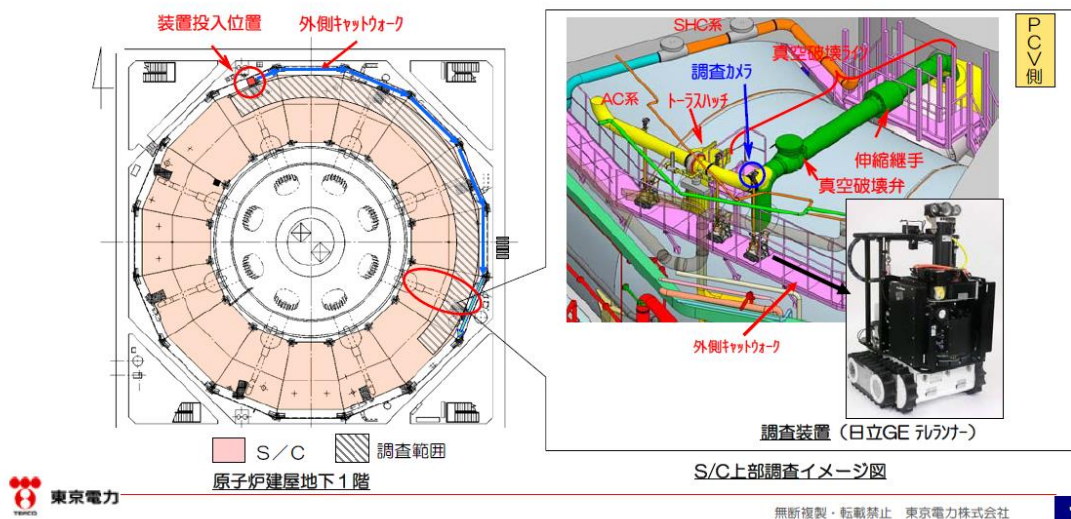 装置投入位置
外側キャットウォーク
S/C
調査範囲
原子炉建屋地下1階
PCV側
SHC系
真空破壊ライン
調査カメラ
AC系
トーラスハッチ
伸縮継手
真空破壊弁
外側キャットウォーク
調査装置(日立GE テレランナー)
S/C上部調査イメージ図
TEPCO
東京電力
無断複製・転載禁止 東京電力株式会社